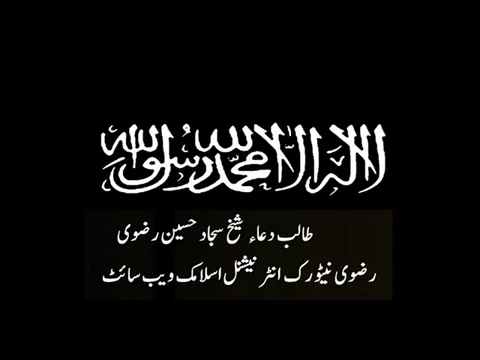 لا اله الا الله محمد رسول الله
طالب دعاء شیخ سجاد حسین رضوی
رضوی نیٹورک انٹرنیشنل اسلامک ویب سائٹ